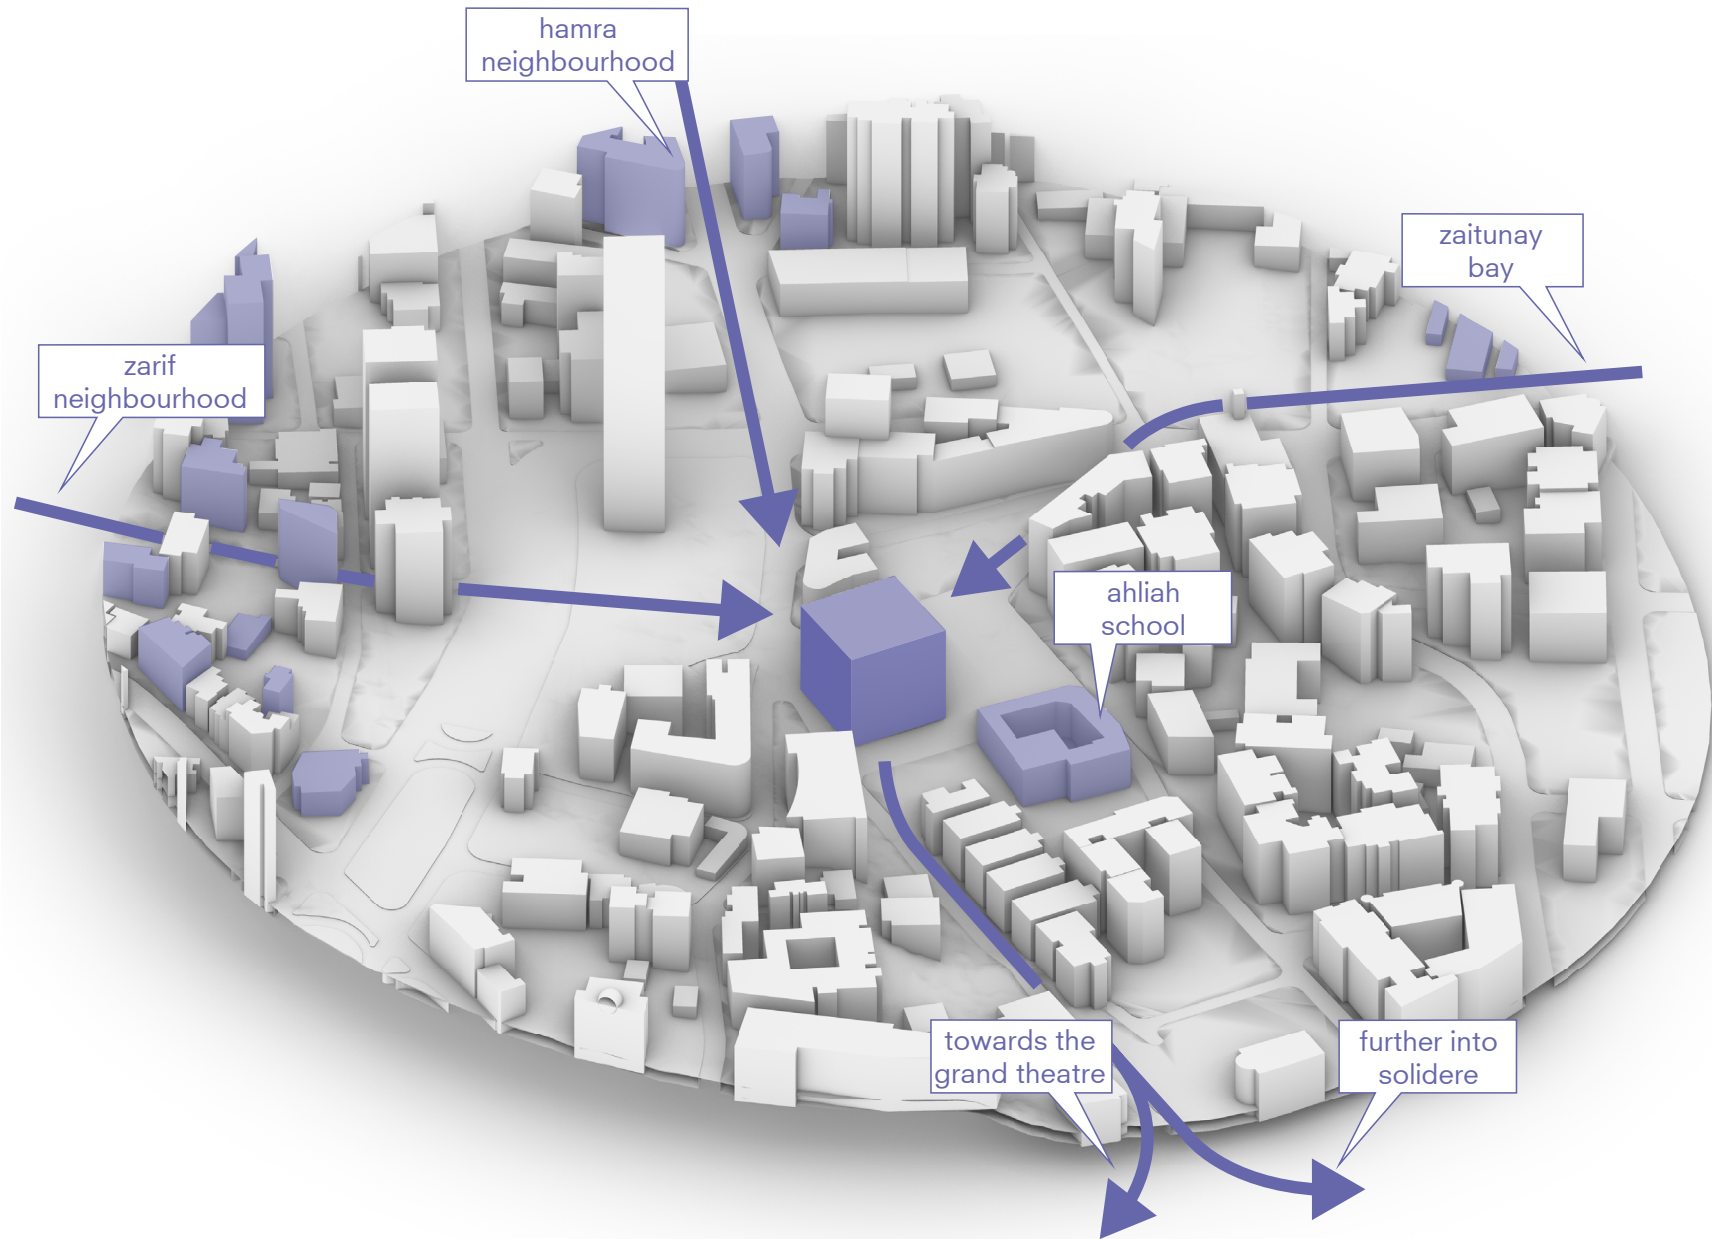 hamra
neighbourhood
zaitunay
bay
zarif
neighbourhood
ahliah
school
towards the
grand theatre
further into
solidere